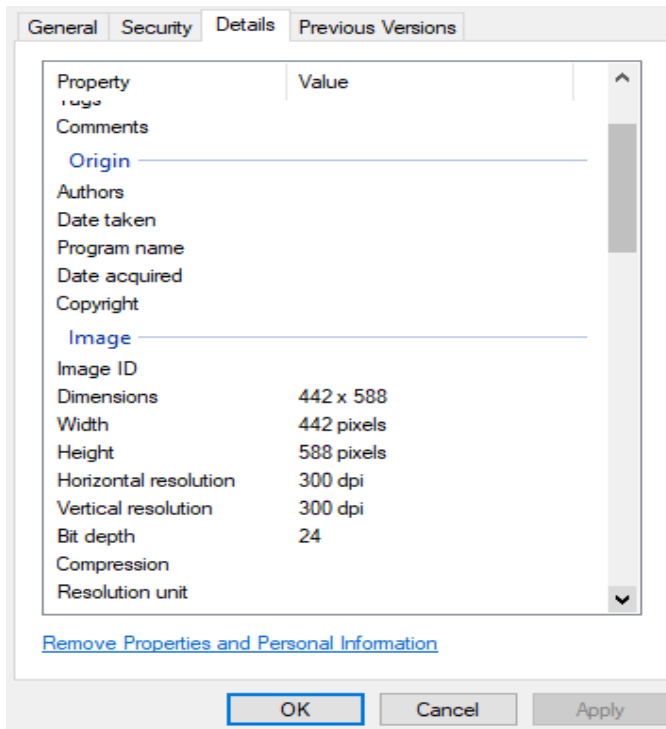 General Security Details Previous Versions
Property Value
Tags
Comments
Origin
Authors
Date taken
Program name
Date acquired
Copyright
Image
Image ID
Dimensions 442 x 588
Width 442 pixels
Height 588 pixels
Horizontal resolution 300 dpi
Vertical resolution 300 dpi
Bit depth 24
Compression
Resolution unit
Remove Properties and Personal Information
OK Cancel Apply